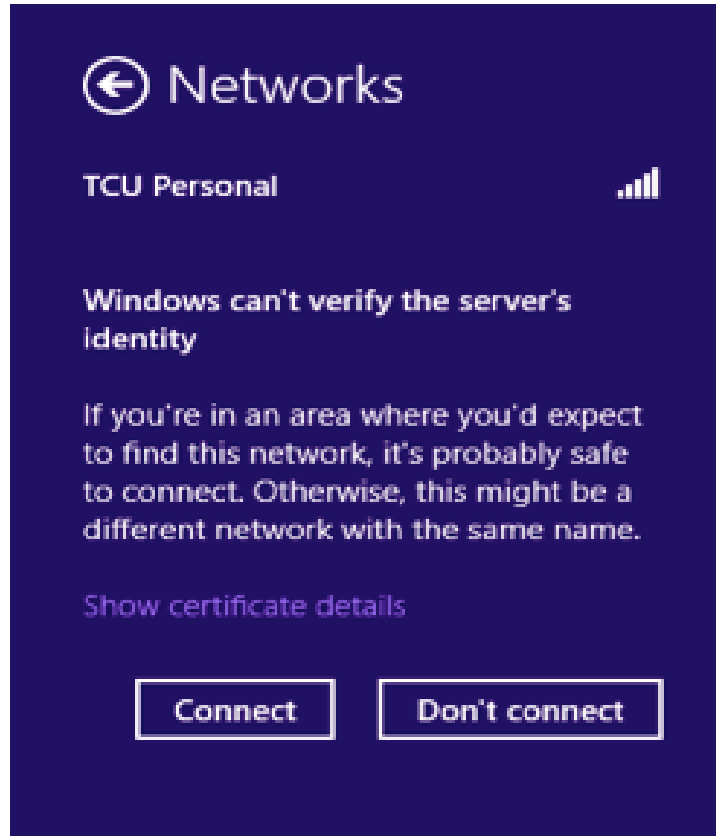 Networks
TCU Personal
Windows can't verify the server's
identity
If you're in an area where you'd expect
to find this network, it's probably safe
to connect. Otherwise, this might be a
different network with the same name.
Show certificate details
Connect
Don't connect